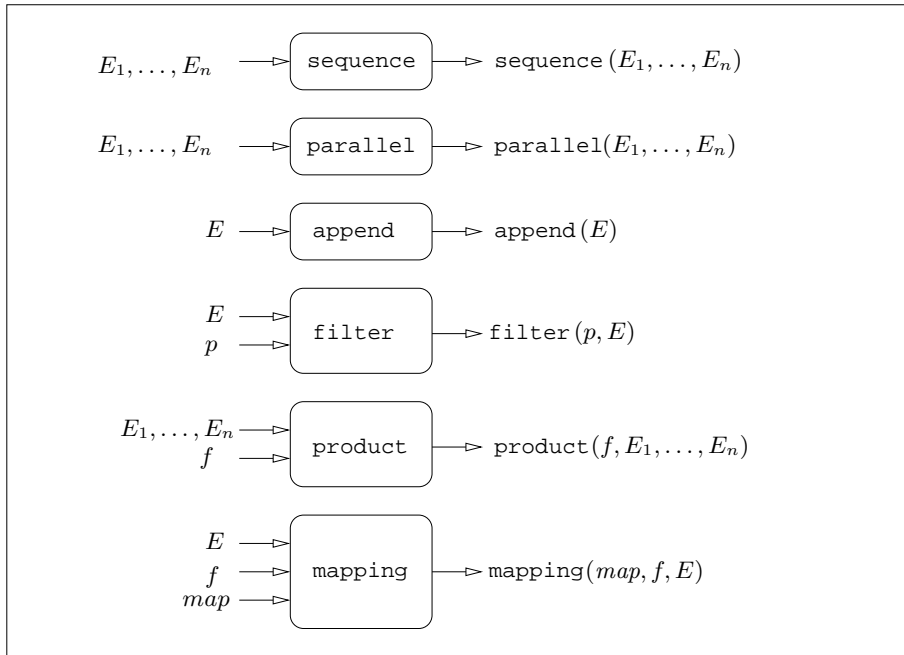 E₁, . . . , Eₙ sequence sequence(E₁, . . . , Eₙ)
E₁, . . . , Eₙ parallel parallel(E₁, . . . , Eₙ)
E append append(E)
E
p filter filter(p, E)
E₁, . . . , Eₙ
f product product(f, E₁, . . . , Eₙ)
E
f mapping mapping(map, f, E)
map